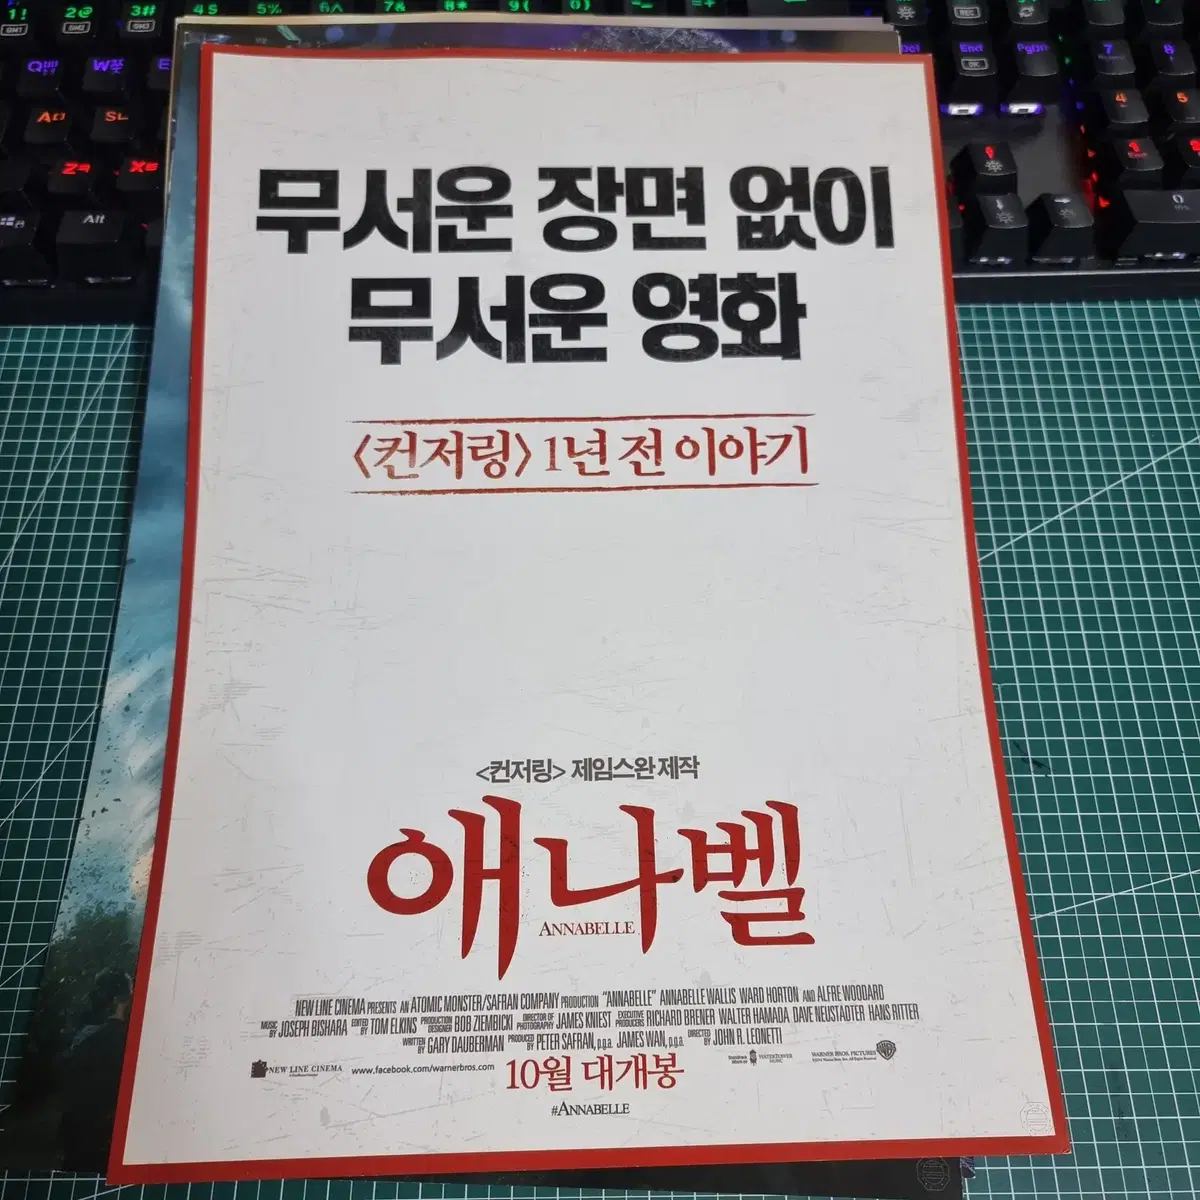 무서운 장면 없이
무서운 영화
<컨저링> 1년 전 이야기
<컨저링> 제임스완 제작
애나벨
ANNABELLE
NEW LINE CINEMA PRESENTS AN ATOMIC MONSTER/SAFRAN COMPANY PRODUCTION "ANNABELLE" ANNABELLE WALLIS WARD HORTON AND ALFRE WOODARD
MUSIC BY JOSEPH BISHARA EDITED BY TOM ELKINS PRODUCTION DESIGNER BOB ZIEMBICKI DIRECTOR OF PHOTOGRAPHY JAMES KNIEST EXECUTIVE PRODUCERS RICHARD BRENER WALTER HAMADA DAVE NEUSTADTER HANS RITTER
WRITTEN BY GARY DAUBERMAN PRODUCED BY PETER SAFRAN, p.g.a. JAMES WAN, p.g.a. DIRECTED BY JOHN R. LEONETTI
NEW LINE CINEMA www.facebook.com/warnerbros.com 10월 대개봉 WATERTOWER MUSIC WARNER BROS. PICTURES
#ANNABELLE